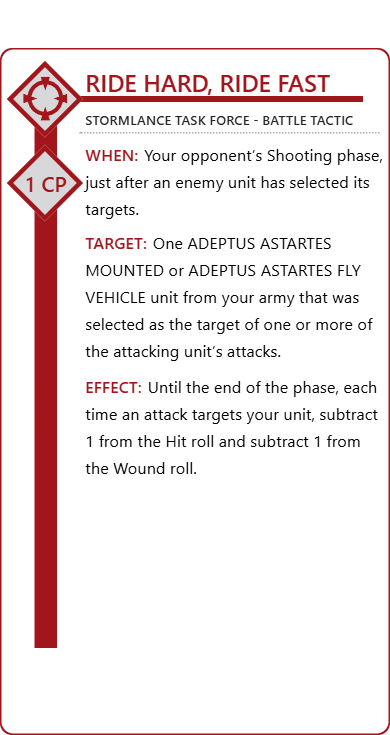 RIDE HARD, RIDE FAST
STORMLANCE TASK FORCE - BATTLE TACTIC
1 CP
WHEN: Your opponent's Shooting phase,
just after an enemy unit has selected its
targets.
TARGET: One ADEPTUS ASTARTES
MOUNTED or ADEPTUS ASTARTES FLY
VEHICLE unit from your army that was
selected as the target of one or more of
the attacking unit's attacks.
EFFECT: Until the end of the phase, each
time an attack targets your unit, subtract
1 from the Hit roll and subtract 1 from
the Wound roll.